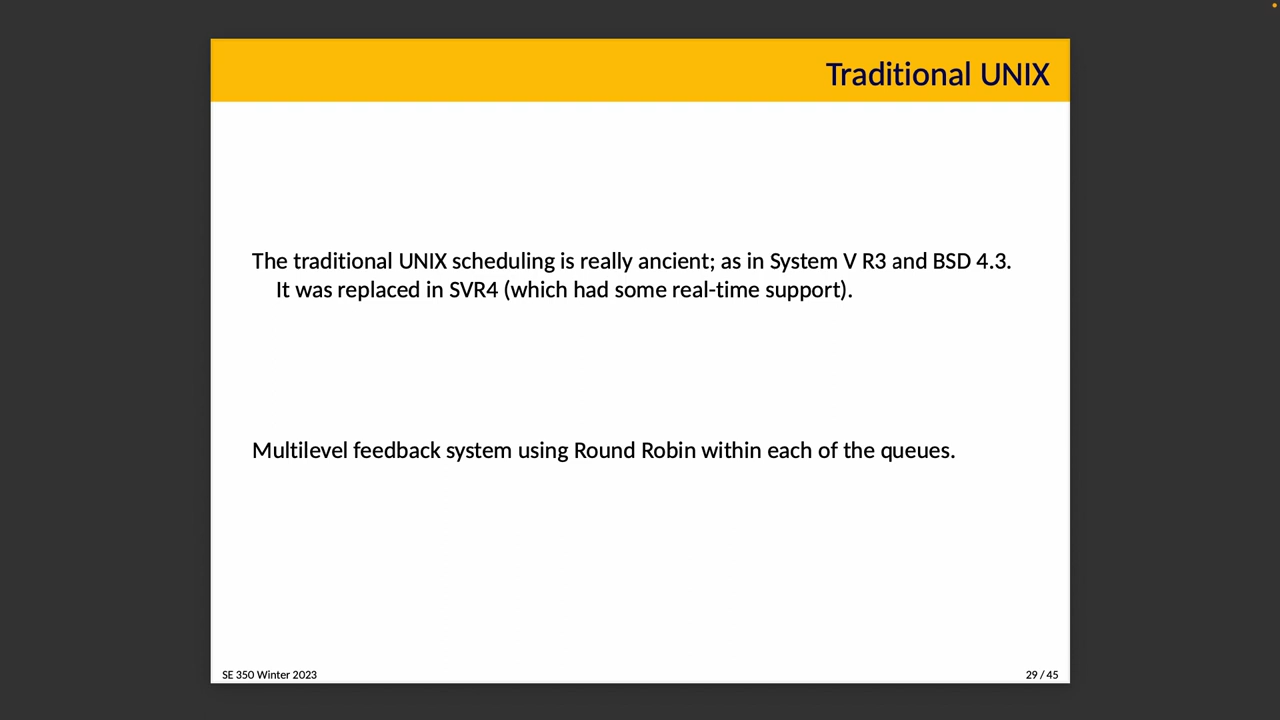 Traditional UNIX
The traditional UNIX scheduling is really ancient; as in System V R3 and BSD 4.3.
It was replaced in SVR4 (which had some real-time support).
Multilevel feedback system using Round Robin within each of the queues.
SE 350 Winter 2023
29 / 45